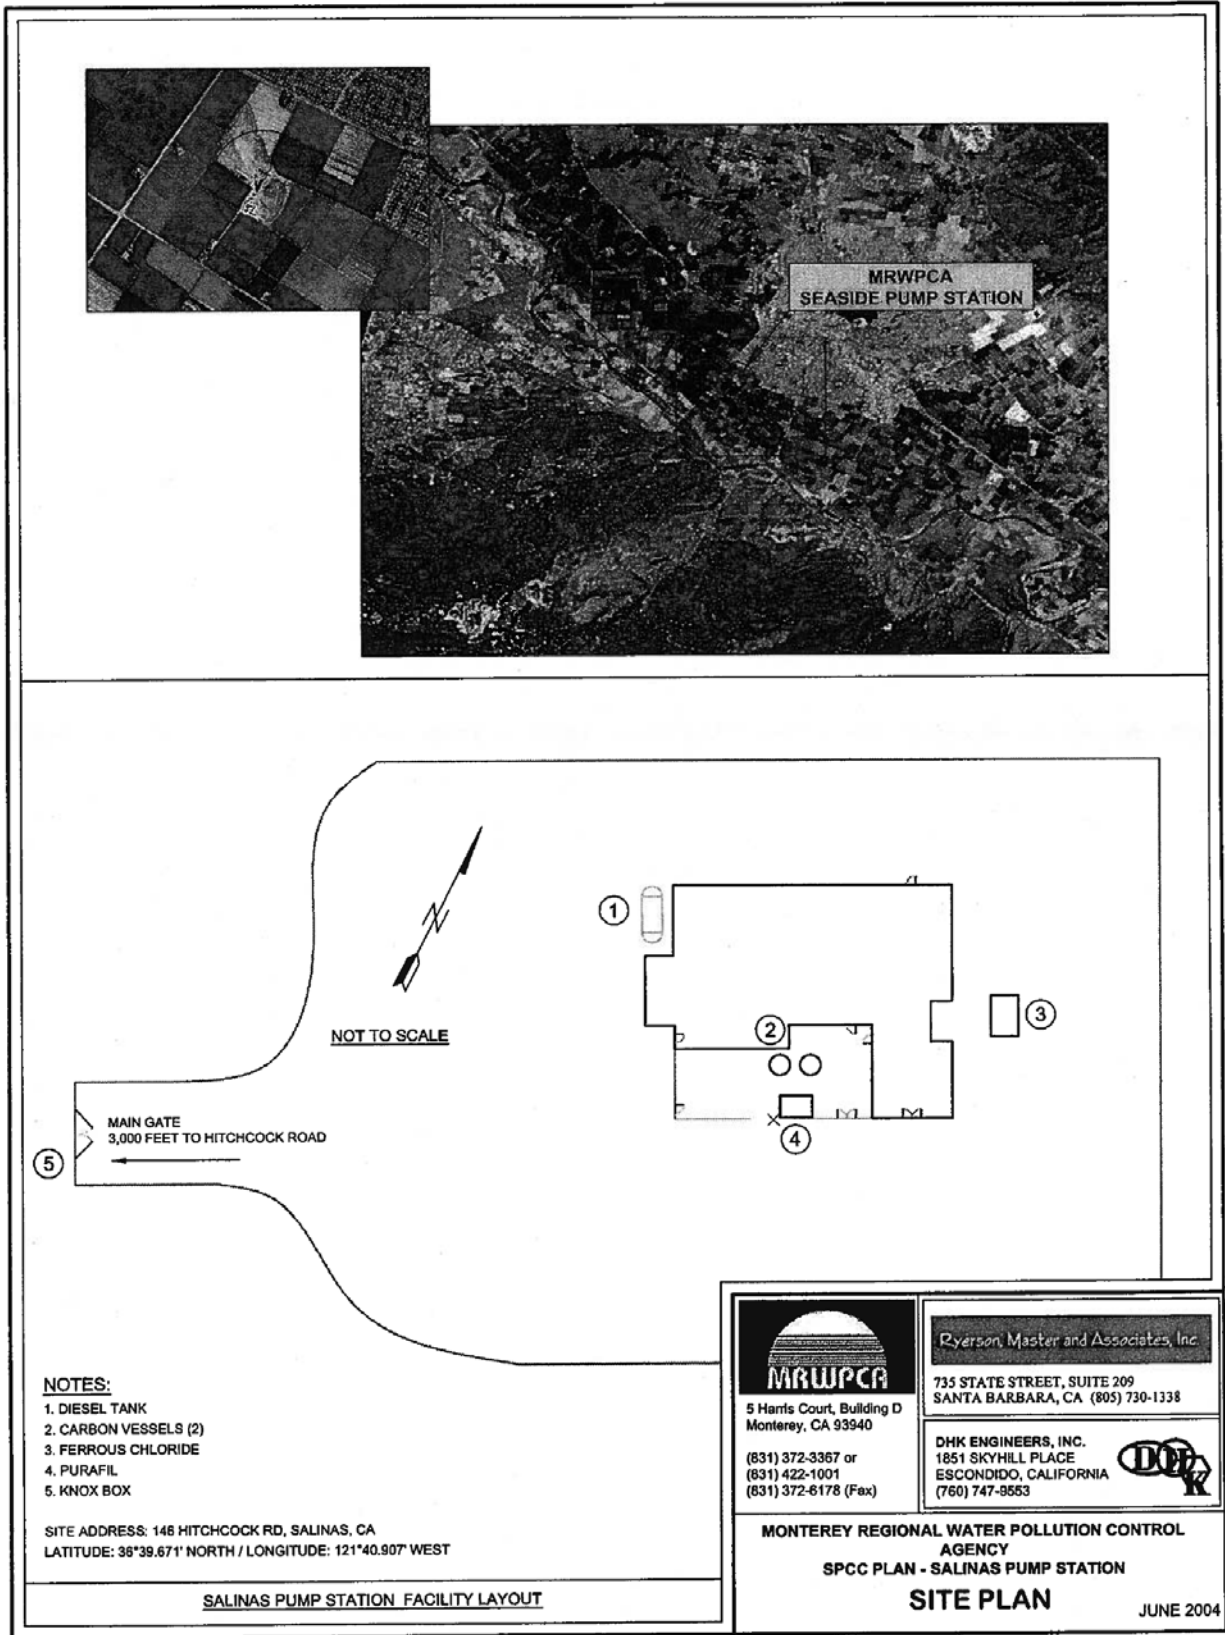 MRWPCA
SEASIDE PUMP STATION
1
N
NOT TO SCALE
2
3
4
MAIN GATE
3,000 FEET TO HITCHCOCK ROAD
5
NOTES:
1. DIESEL TANK
2. CARBON VESSELS (2)
3. FERROUS CHLORIDE
4. PURAFIL
5. KNOX BOX
SITE ADDRESS: 146 HITCHCOCK RD, SALINAS, CA
LATITUDE: 36°39.671' NORTH / LONGITUDE: 121°40.907' WEST
SALINAS PUMP STATION FACILITY LAYOUT
MRWPCA
5 Harris Court, Building D
Monterey, CA 93940
(831) 372-3367 or
(831) 422-1001
(831) 372-6178 (Fax)
Ryerson, Master and Associates, Inc.
735 STATE STREET, SUITE 209
SANTA BARBARA, CA (805) 730-1338
DHK ENGINEERS, INC.
1851 SKYHILL PLACE
ESCONDIDO, CALIFORNIA
(760) 747-9553
DHK
MONTEREY REGIONAL WATER POLLUTION CONTROL
AGENCY
SPCC PLAN - SALINAS PUMP STATION
SITE PLAN
JUNE 2004